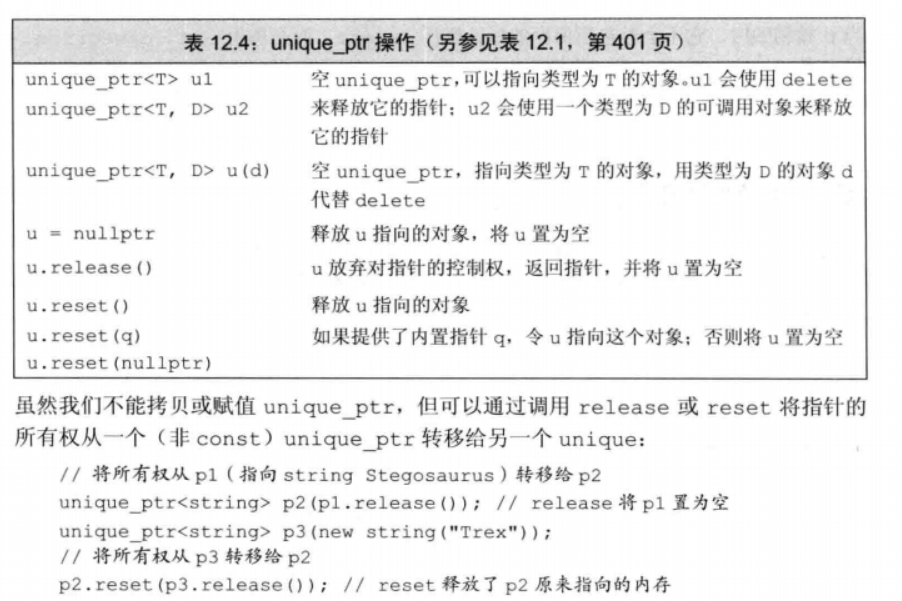 表 12.4：unique_ptr 操作（另参见表 12.1，第 401 页）
unique_ptr<T> u1 空 unique_ptr,可以指向类型为 T 的对象。u1 会使用 delete
unique_ptr<T, D> u2 来释放它的指针；u2 会使用一个类型为 D 的可调用对象来释放
它的指针
unique_ptr<T, D> u(d) 空 unique_ptr，指向类型为 T 的对象，用类型为 D 的对象 d
代替 delete
u = nullptr 释放 u 指向的对象，将 u 置为空
u.release() u 放弃对指针的控制权，返回指针，并将 u 置为空
u.reset() 释放 u 指向的对象
u.reset(q) 如果提供了内置指针 q，令 u 指向这个对象；否则将 u 置为空
u.reset(nullptr)
虽然我们不能拷贝或赋值 unique_ptr，但可以通过调用 release 或 reset 将指针的
所有权从一个（非 const）unique_ptr 转移给另一个 unique：
// 将所有权从 p1（指向 string Stegosaurus）转移给 p2
unique_ptr<string> p2(p1.release()); // release 将 p1 置为空
unique_ptr<string> p3(new string("Trex"));
// 将所有权从 p3 转移给 p2
p2.reset(p3.release()); // reset 释放了 p2 原来指向的内存